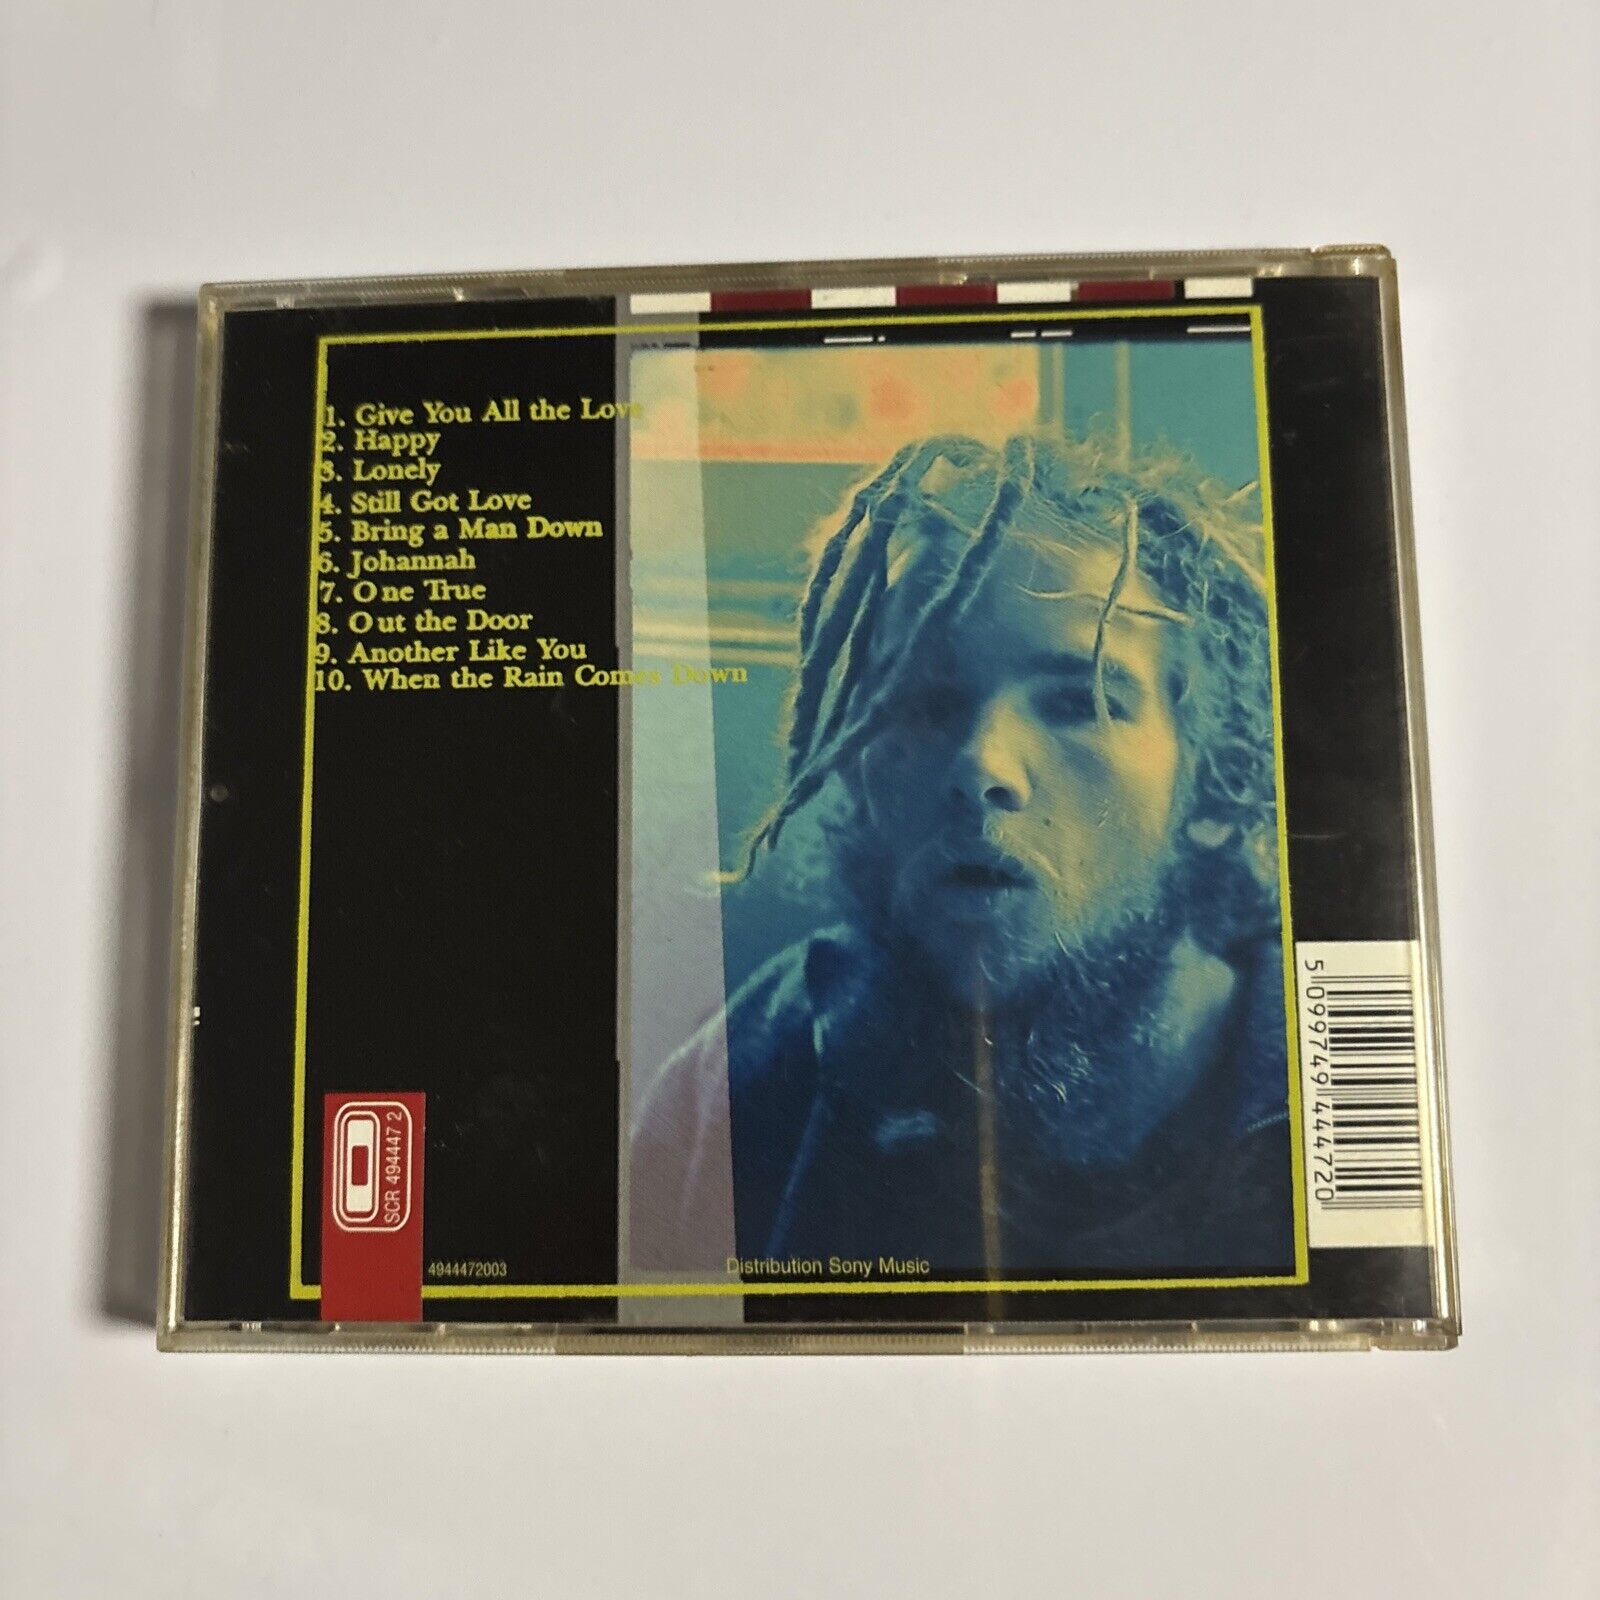 1. Give You All the Love
2. Happy
3. Lonely
4. Still Got Love
5. Bring a Man Down
6. Johannah
7. One True
8. Out the Door
9. Another Like You
10. When the Rain Comes Down
SCR 494447 2
4944472003
Distribution Sony Music
5 099749 444720